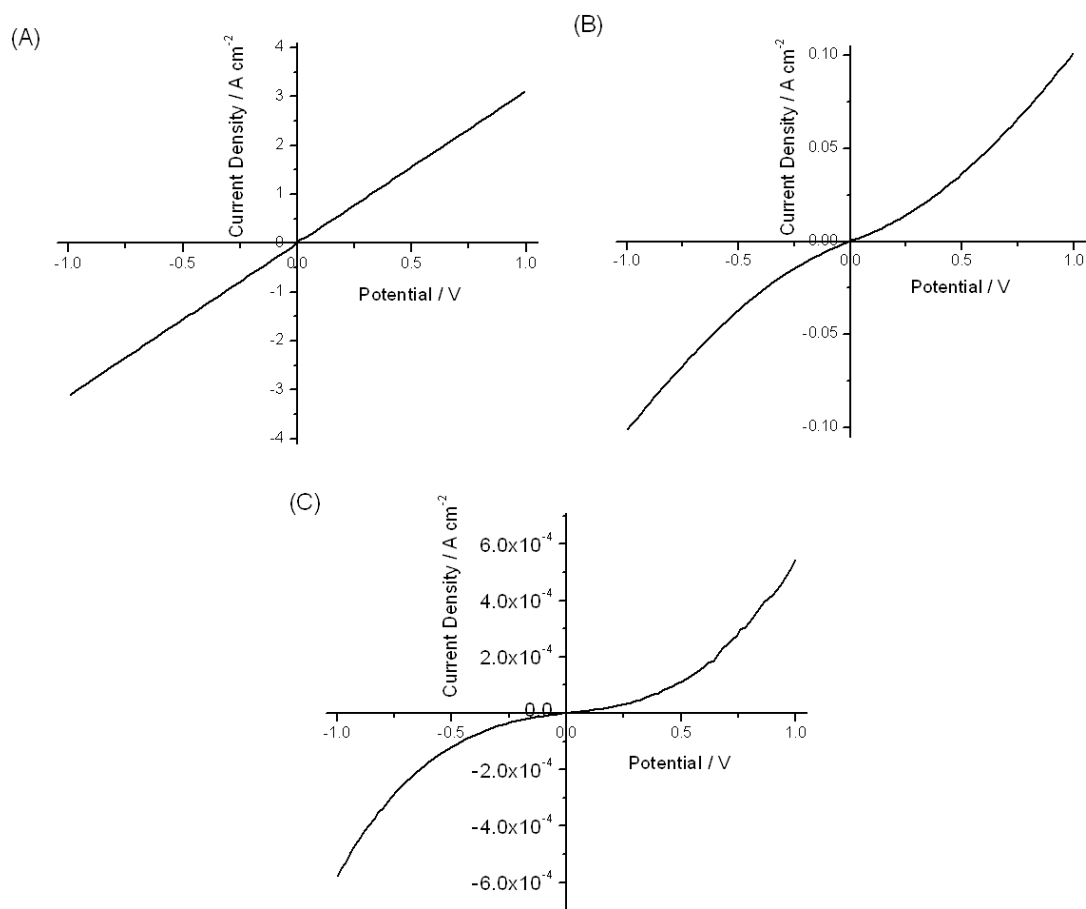 (A)
Current Density / A cm⁻²
4
3
2
1
0
-1.0 -0.5 0.0 0.5 1.0
Potential / V
-1
-2
-3
-4
(B)
Current Density / A cm⁻²
0.10
0.05
0.00
-1.0 -0.5 0.0 0.5 1.0
Potential / V
-0.05
-0.10
(C)
Current Density / A cm⁻²
6.0x10⁻⁴
4.0x10⁻⁴
2.0x10⁻⁴
0.0
-1.0 -0.5 0.0 0.5 1.0
Potential / V
-2.0x10⁻⁴
-4.0x10⁻⁴
-6.0x10⁻⁴